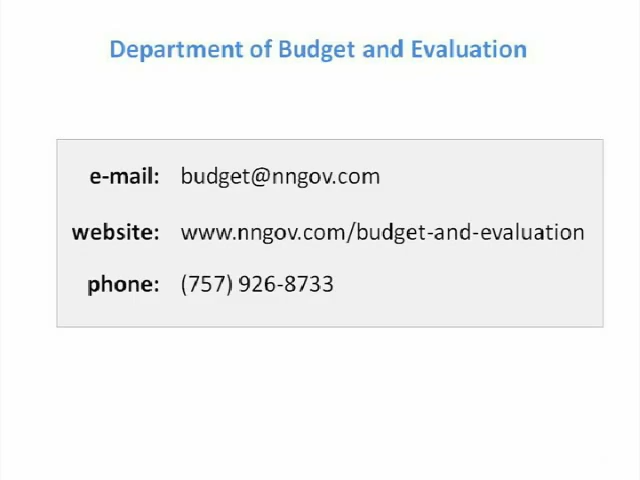 Department of Budget and Evaluation
e-mail: budget@nngov.com
website: www.nngov.com/budget-and-evaluation
phone: (757) 926-8733